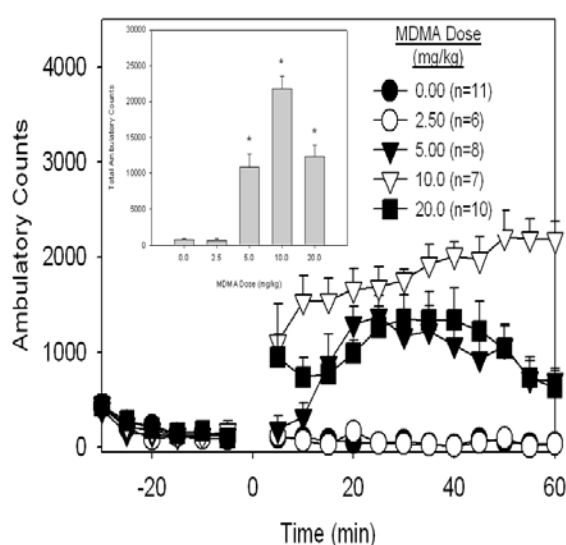 MDMA Dose
(mg/kg)
0.00 (n=11)
2.50 (n=6)
5.00 (n=8)
10.0 (n=7)
20.0 (n=10)
Ambulatory Counts
4000
3000
2000
1000
0
-20
0
20
40
60
Time (min)
Total Ambulatory Counts
30000
25000
20000
15000
10000
5000
0
*
*
*
0.0
2.5
5.0
10.0
20.0
MDMA Dose (mg/kg)